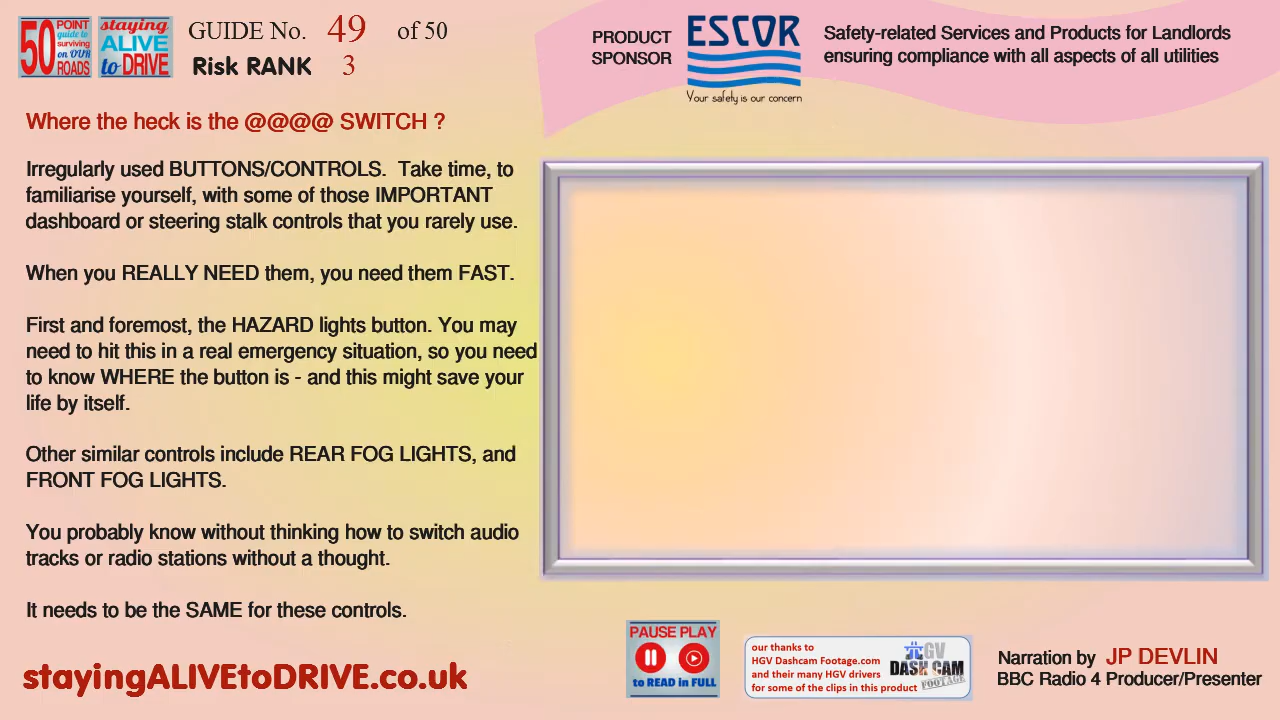 50 POINT
guide to
surviving
on OUR
ROADS
staying
ALIVE
to DRIVE
GUIDE No. 49 of 50
Risk RANK 3
PRODUCT
SPONSOR
ESCOR
Your safety is our concern
Safety-related Services and Products for Landlords
ensuring compliance with all aspects of all utilities
Where the heck is the @@@@ SWITCH ?
Irregularly used BUTTONS/CONTROLS. Take time, to
familiarise yourself, with some of those IMPORTANT
dashboard or steering stalk controls that you rarely use.
When you REALLY NEED them, you need them FAST.
First and foremost, the HAZARD lights button. You may
need to hit this in a real emergency situation, so you need
to know WHERE the button is - and this might save your
life by itself.
Other similar controls include REAR FOG LIGHTS, and
FRONT FOG LIGHTS.
You probably know without thinking how to switch audio
tracks or radio stations without a thought.
It needs to be the SAME for these controls.
stayingALIVEtoDRIVE.co.uk
PAUSE PLAY
to READ in FULL
our thanks to
HGV Dashcam Footage.com
and their many HGV drivers
for some of the clips in this product
HGV
DASH CAM
FOOTAGE
Narration by JP DEVLIN
BBC Radio 4 Producer/Presenter